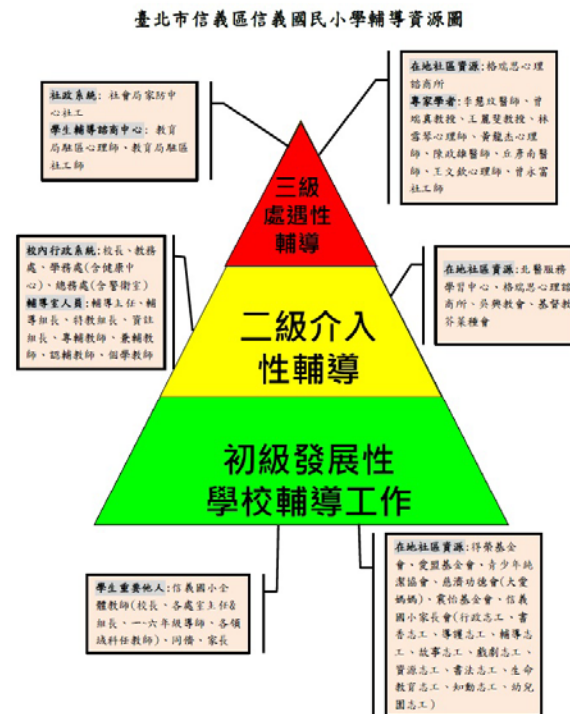 臺北市信義區信義國民小學輔導資源圖
社政系統: 社會局家防中
心社工
學生輔導諮商中心: 教育
局駐區心理師、教育局駐區
社工師
在地社區資源:格瑞思心理
諮商所
專家學者:李慧玟醫師、曾
瑞真教授、王麗斐教授、林
雪琴心理師、黃龍杰心理
師、陳政雄醫師、丘彥南醫
師、王文欽心理師、曾永富
社工師
三級
處遇性
輔導
校內行政系統:校長、教務
處、學務處(含健康中
心)、總務處(含警衛室)
輔導室人員:輔導主任、輔
導組長、特教組長、資註
組長、專輔教師、兼輔教
師、認輔教師、個學教師
在地社區資源:北醫服務
學習中心、格瑞思心理諮
商所、吳興教會、基督教
芥菜種會
二級介入
性輔導
初級發展性
學校輔導工作
學生重要他人:信義國小全
體教師(校長、各處室主任&
組長、一-六年級導師、各領
域科任教師)、同儕、家長
在地社區資源:得榮基金
會、愛盟基金會、青少年純
潔協會、慈濟功德會(大愛
媽媽)、震怡基金會、信義
國小家長會(行政志工、書
香志工、導護志工、輔導志
工、故事志工、戲劇志工、
資源志工、書法志工、生命
教育志工、知動志工、幼兒
園志工)